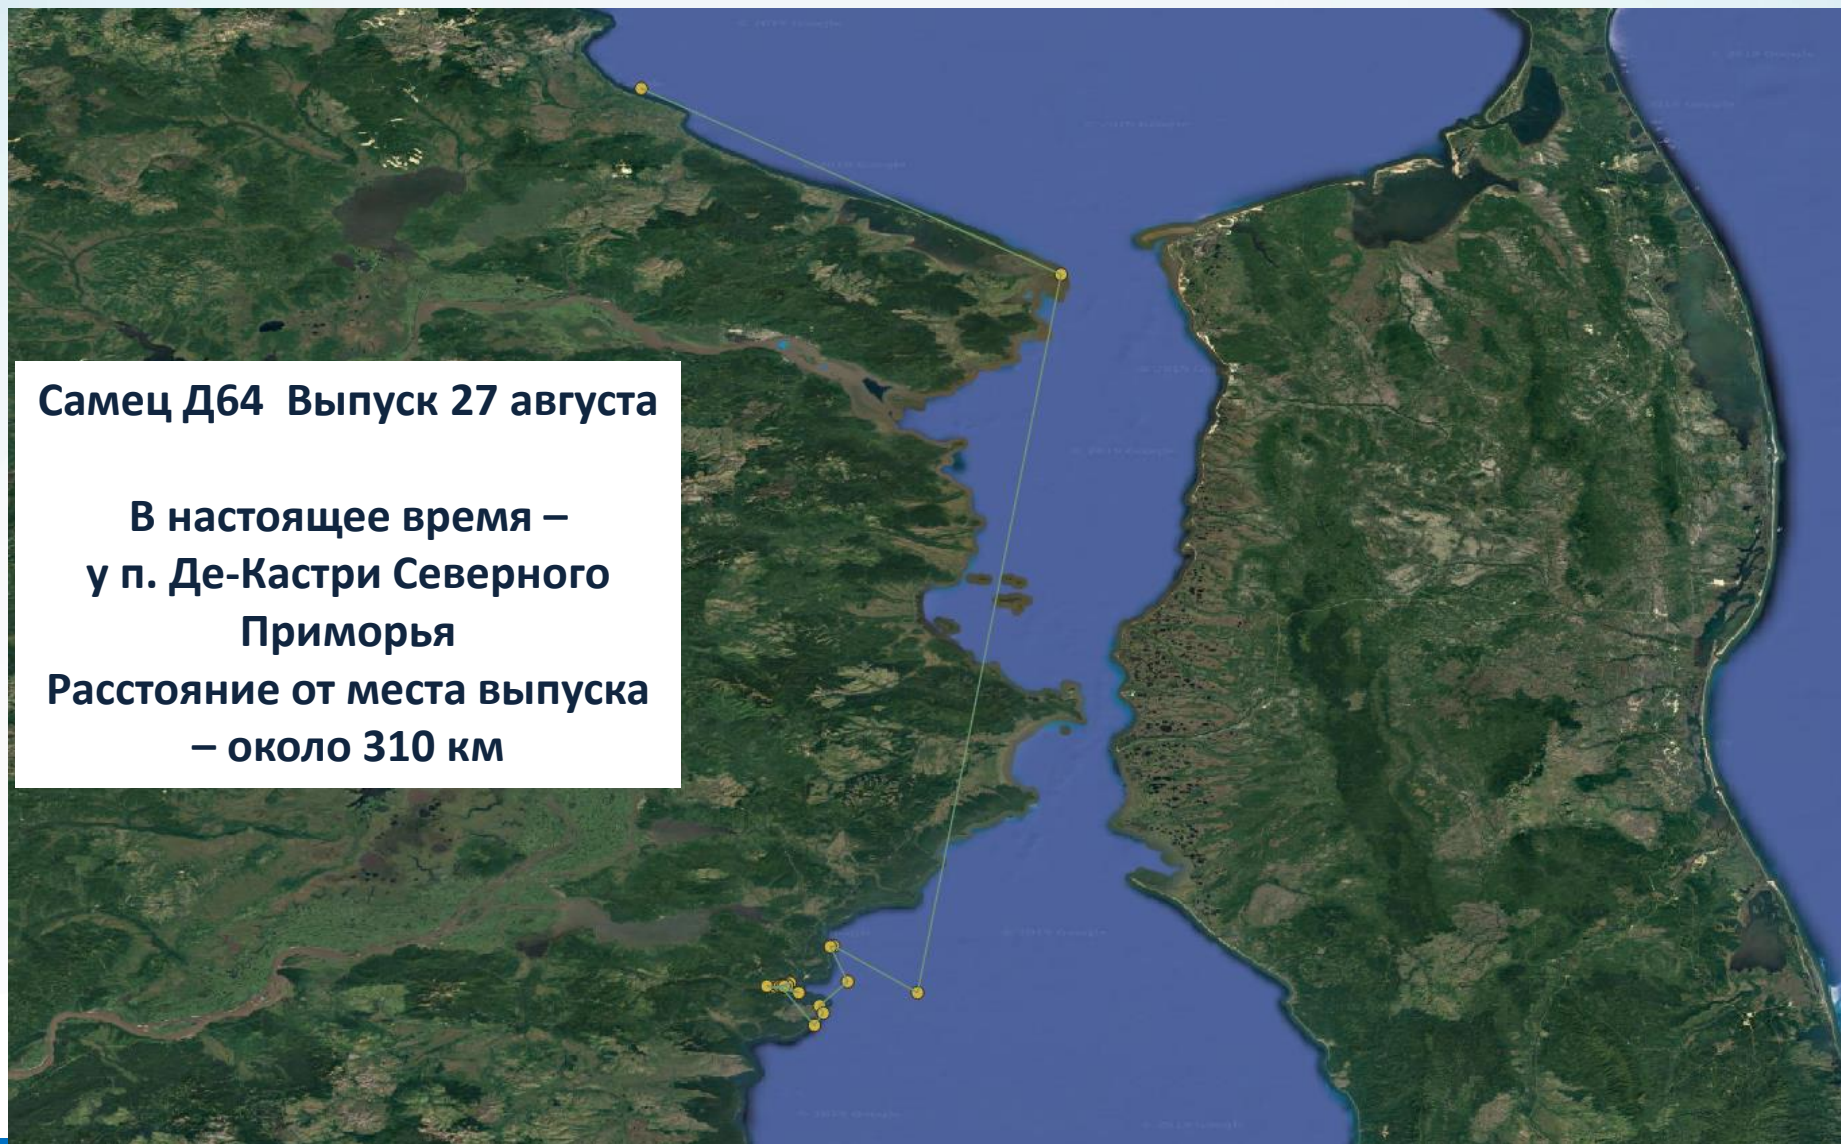 Самец Д64 Выпуск 27 августа
В настоящее время –
у п. Де-Кастри Северного
Приморья
Расстояние от места выпуска
– около 310 км